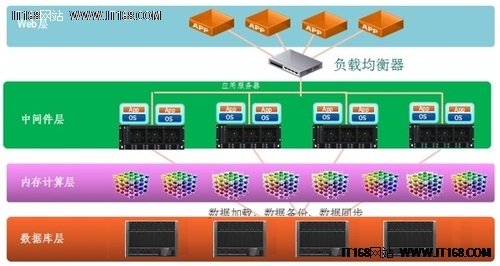 Web层
IT168网站 WWW.IT168.COM
APP APP APP APP
负载均衡器
应用服务器
中间件层
App App App App App App App App
OS OS OS OS OS OS OS OS
内存计算层
数据加载、数据备份、数据同步
数据库层
IT168网站 WWW.IT168.COM